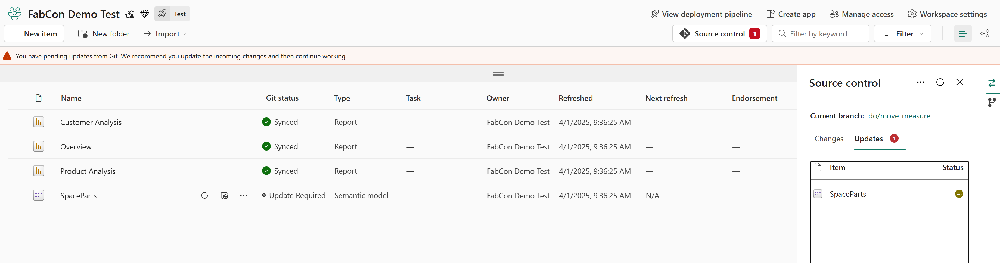 FabCon Demo Test Test View deployment pipeline Create app Manage access Workspace settings
New item New folder Import Source control 1 Filter by keyword Filter
You have pending updates from Git. We recommend you update the incoming changes and then continue working.
Name Git status Type Task Owner Refreshed Next refresh Endorsement
Customer Analysis Synced Report — FabCon Demo Test 4/1/2025, 9:36:25 AM — —
Overview Synced Report — FabCon Demo Test 4/1/2025, 9:36:25 AM — —
Product Analysis Synced Report — FabCon Demo Test 4/1/2025, 9:36:25 AM — —
SpaceParts Update Required Semantic model — FabCon Demo Test 4/1/2025, 9:36:25 AM N/A —
Source control
Current branch: do/move-measure
Changes Updates 1
Item Status
SpaceParts